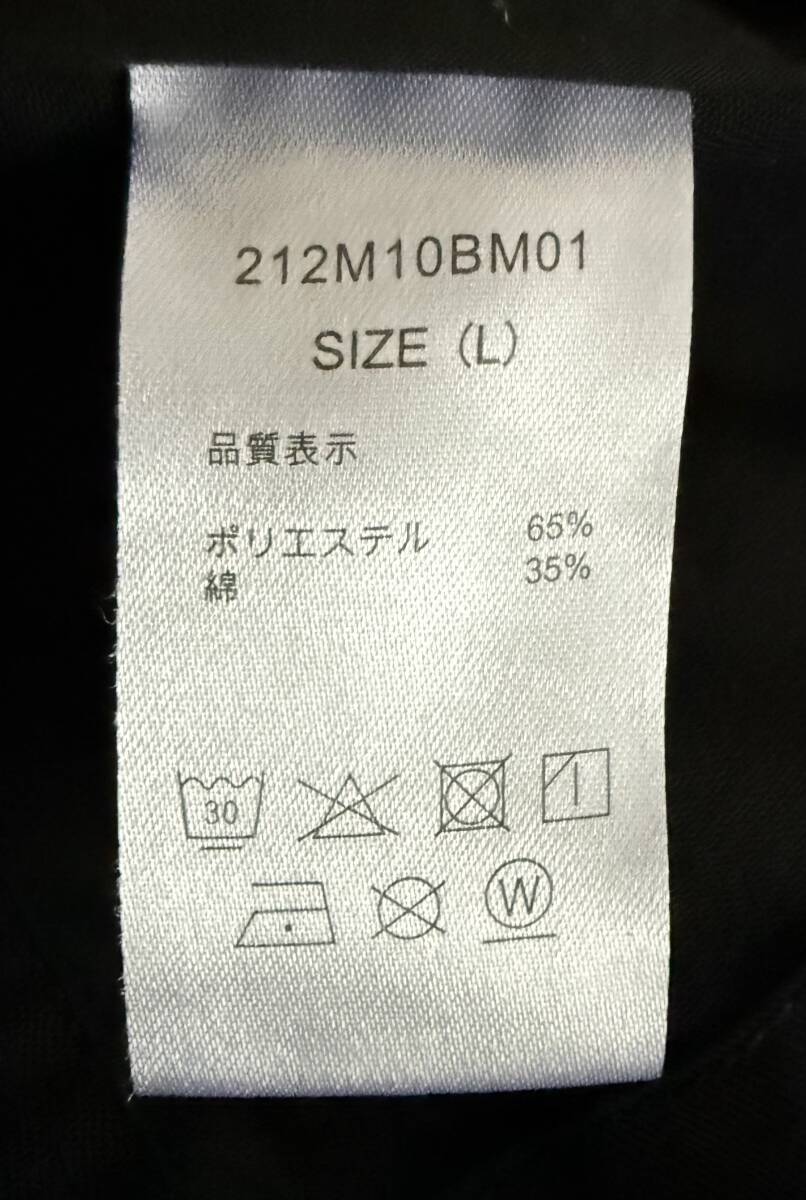 212M10BM01
SIZE (L)
品質表示
ポリエステル 65%
綿 35%
30
W